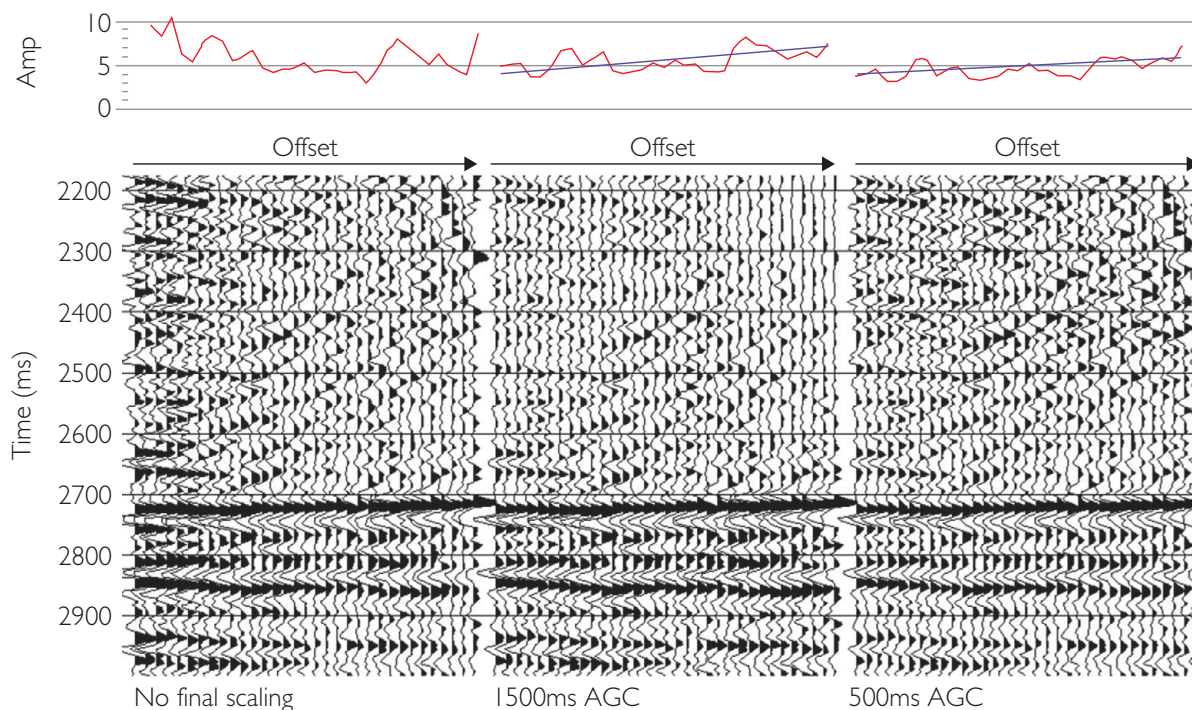 Amp
10
5
0
Offset Offset Offset
Time (ms)
2200
2300
2400
2500
2600
2700
2800
2900
No final scaling 1500ms AGC 500ms AGC